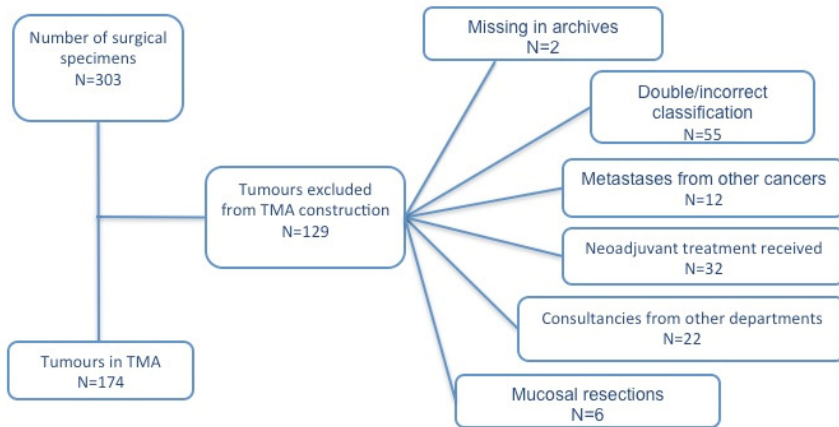 Number of surgical
specimens
N=303
Missing in archives
N=2
Double/incorrect
classification
N=55
Tumours excluded
from TMA construction
N=129
Metastases from other cancers
N=12
Neoadjuvant treatment received
N=32
Consultancies from other departments
N=22
Tumours in TMA
N=174
Mucosal resections
N=6